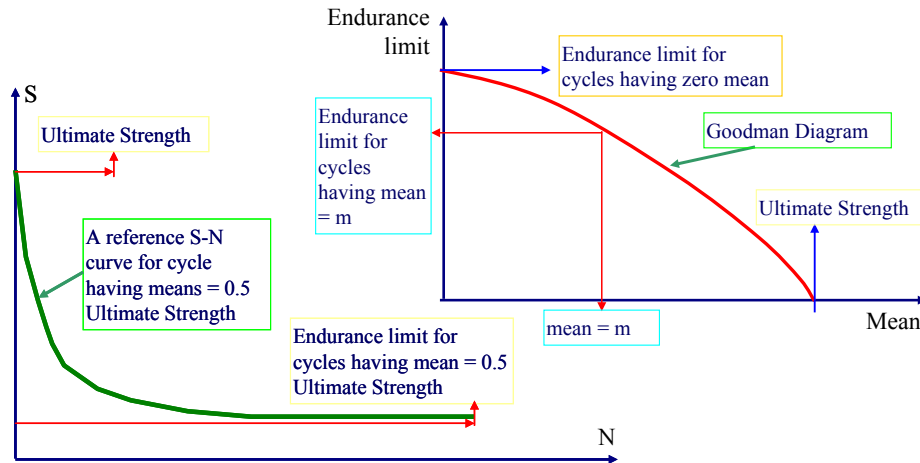 S
Ultimate Strength
A reference S-N
curve for cycle
having means = 0.5
Ultimate Strength
Endurance limit for
cycles having mean = 0.5
Ultimate Strength
N
Endurance
limit
Endurance limit for
cycles having zero mean
Endurance
limit for
cycles
having mean
= m
Goodman Diagram
Ultimate Strength
mean = m
Mean